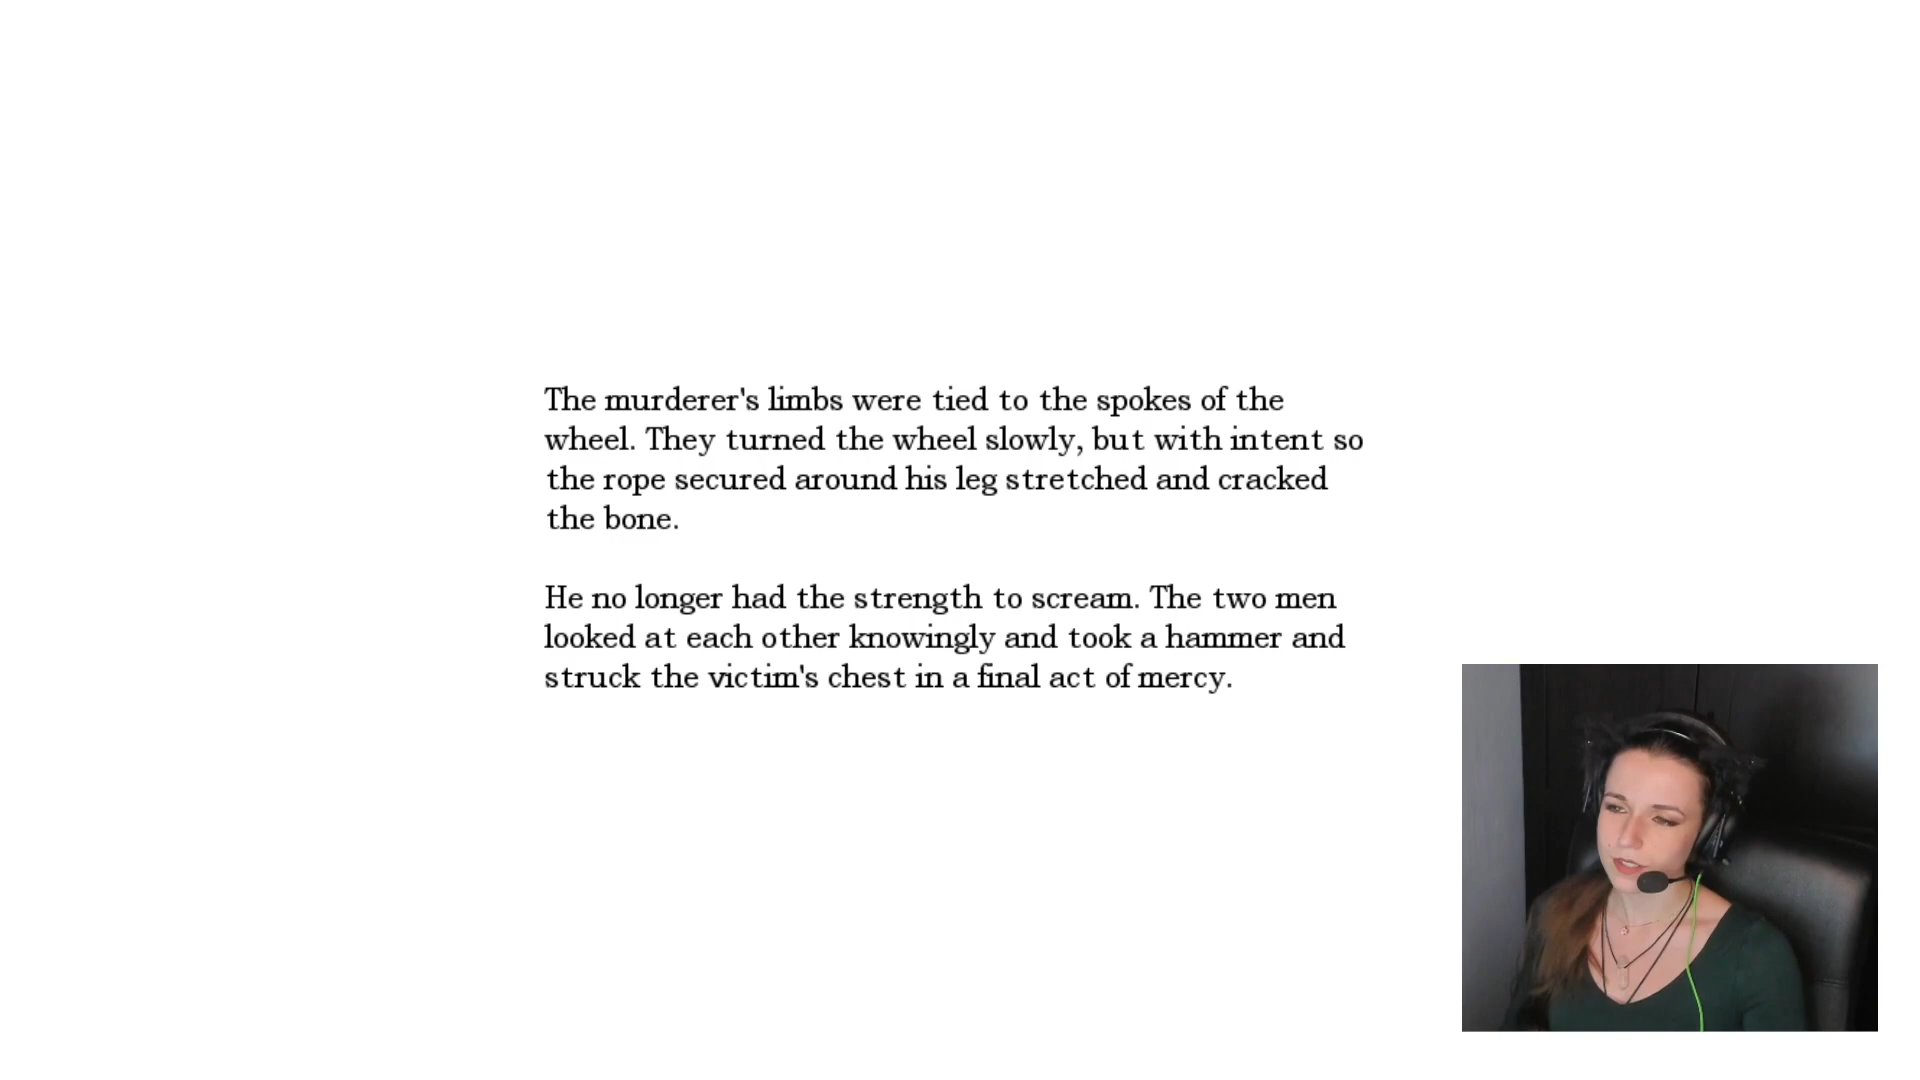 The murderer's limbs were tied to the spokes of the
wheel. They turned the wheel slowly, but with intent so
the rope secured around his leg stretched and cracked
the bone.
He no longer had the strength to scream. The two men
looked at each other knowingly and took a hammer and
struck the victim's chest in a final act of mercy.